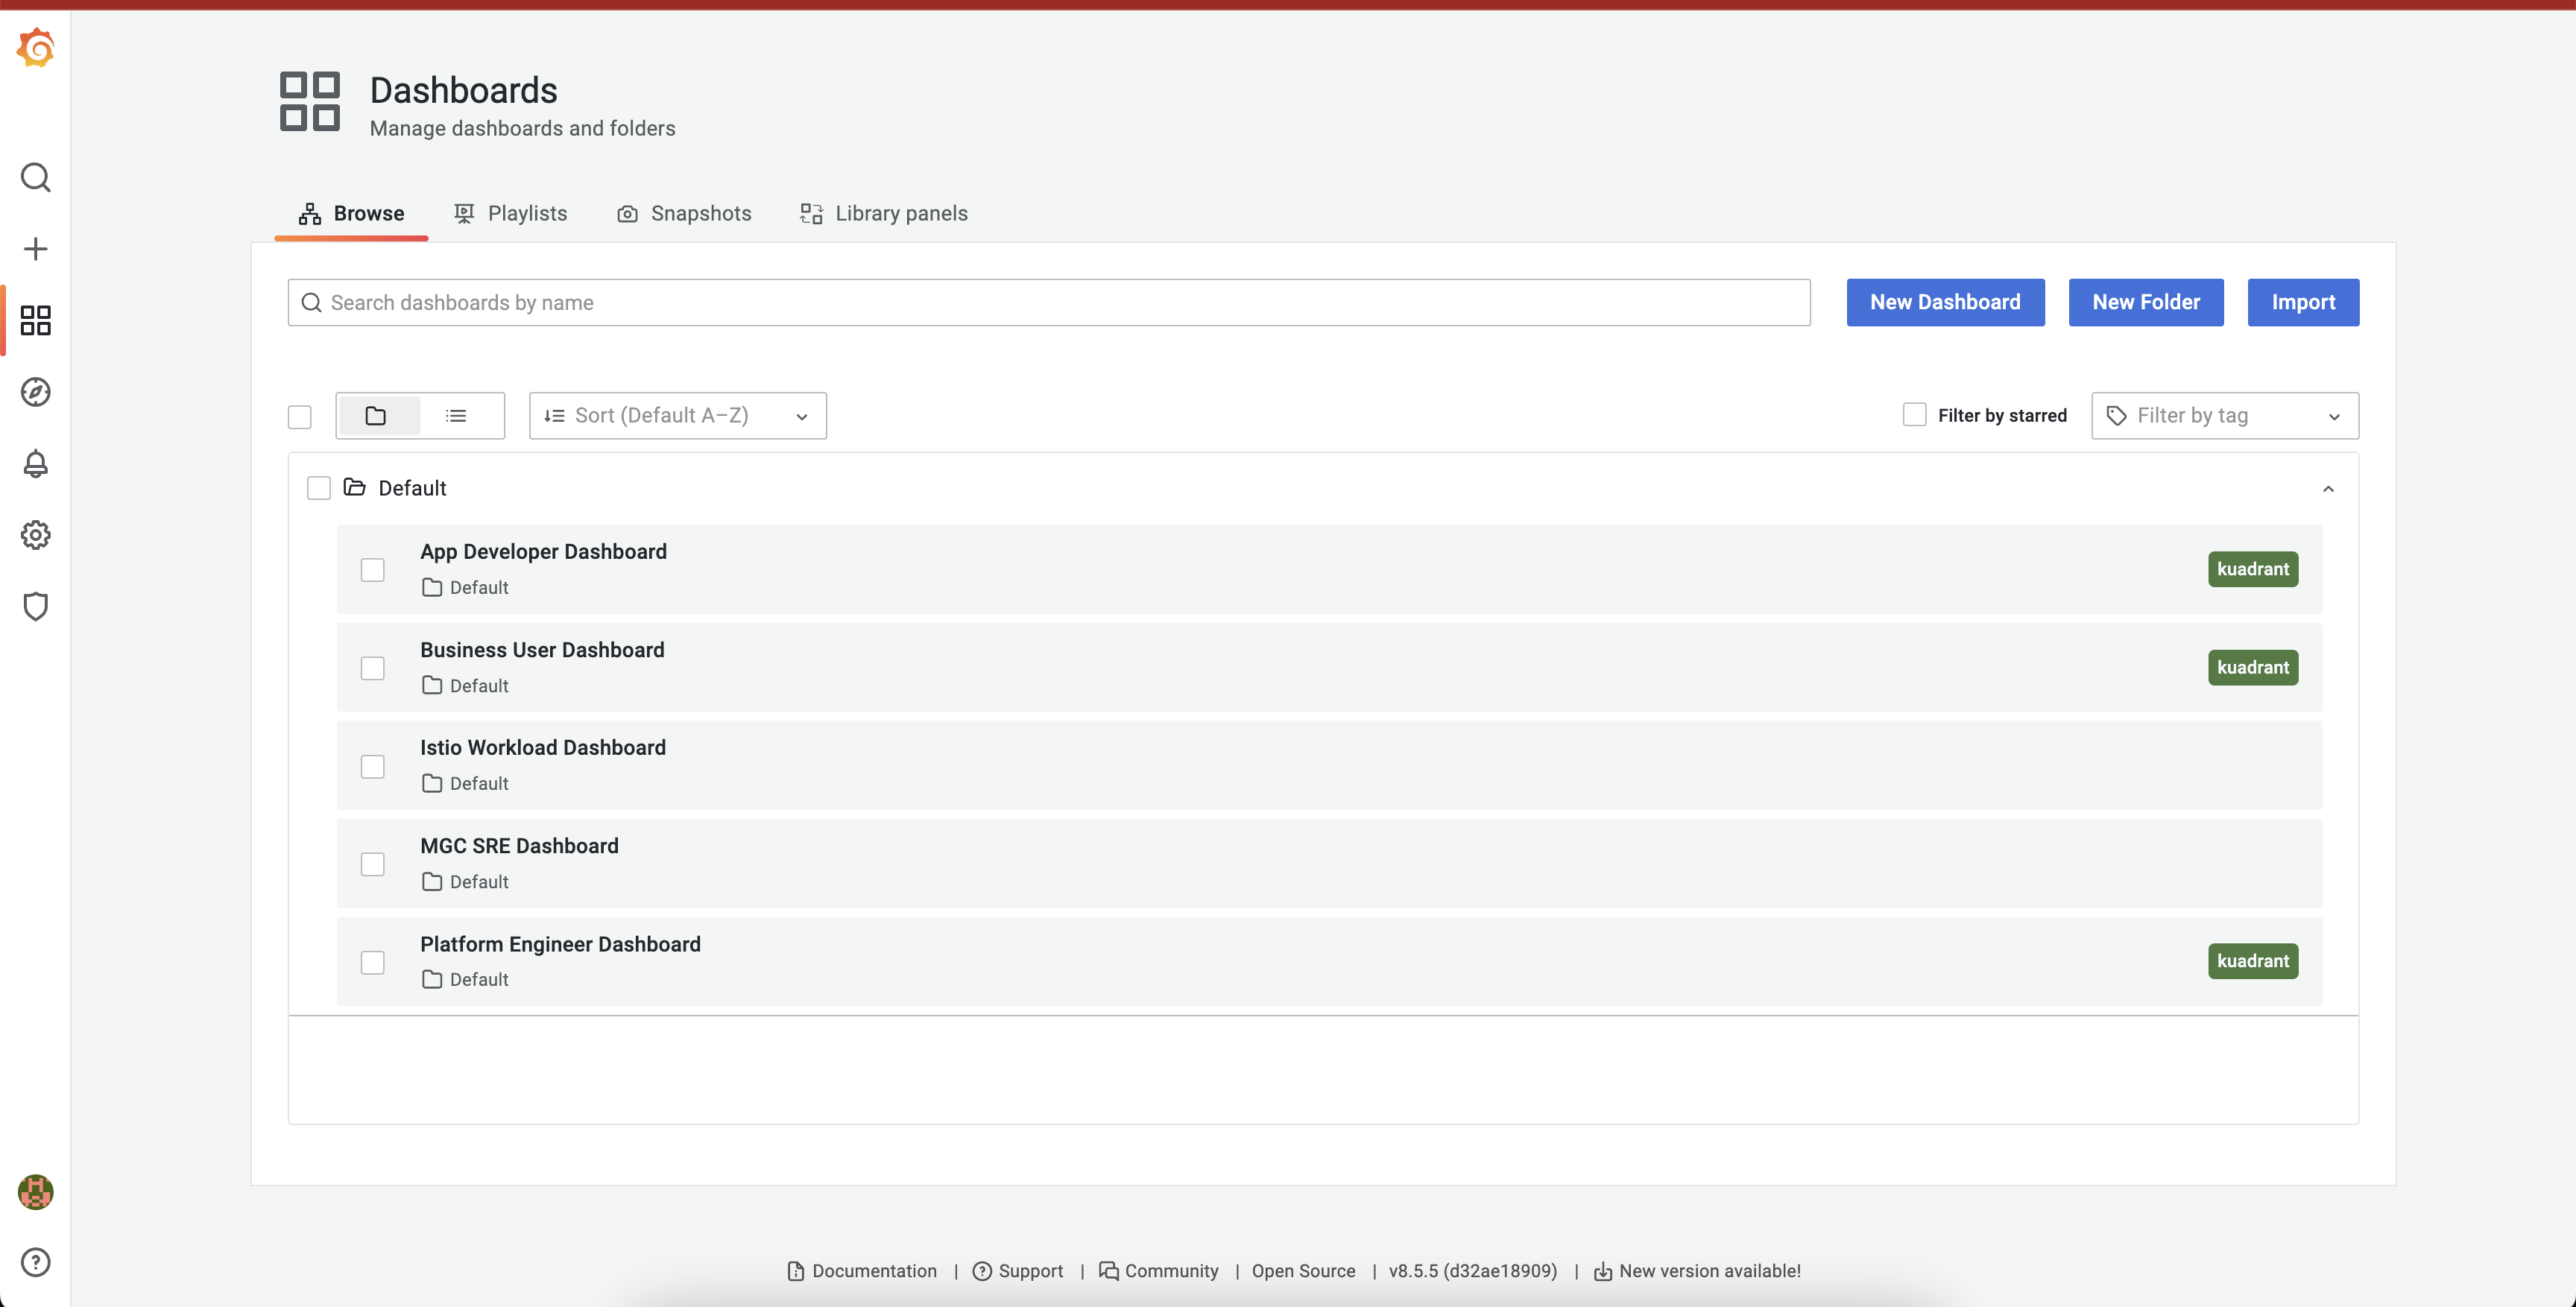 Dashboards
Manage dashboards and folders
Browse
Playlists
Snapshots
Library panels
Search dashboards by name
New Dashboard
New Folder
Import
Sort (Default A–Z)
Filter by starred
Filter by tag
Default
App Developer Dashboard
Default
kuadrant
Business User Dashboard
Default
kuadrant
Istio Workload Dashboard
Default
MGC SRE Dashboard
Default
Platform Engineer Dashboard
Default
kuadrant
Documentation | Support | Community | Open Source | v8.5.5 (d32ae18909) | New version available!